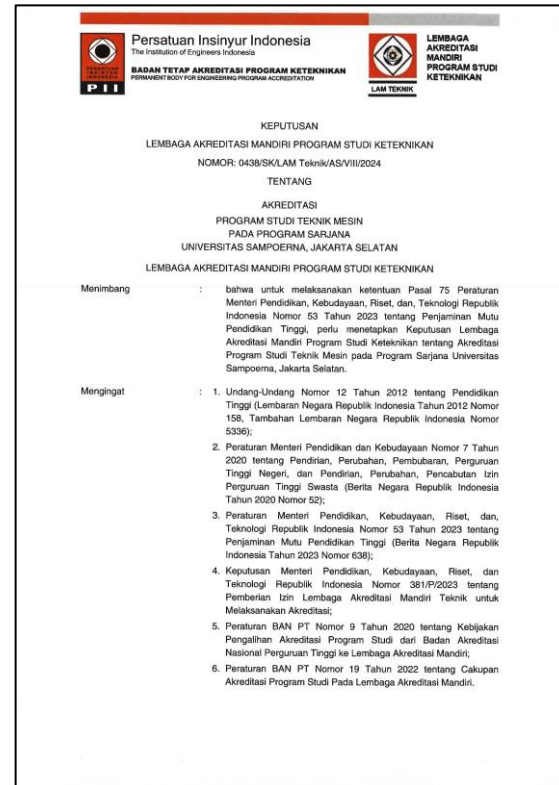 Persatuan Insinyur Indonesia
The Institution of Engineers Indonesia
BADAN TETAP AKREDITASI PROGRAM KETEKNIKAN
PERMANENT BODY FOR ENGINEERING PROGRAM ACCREDITATION
PERSATUAN
INSINYUR
INDONESIA
PII
LAM TEKNIK
LEMBAGA
AKREDITASI
MANDIRI
PROGRAM STUDI
KETEKNIKAN
KEPUTUSAN
LEMBAGA AKREDITASI MANDIRI PROGRAM STUDI KETEKNIKAN
NOMOR: 0438/SK/LAM Teknik/AS/VIII/2024
TENTANG
AKREDITASI
PROGRAM STUDI TEKNIK MESIN
PADA PROGRAM SARJANA
UNIVERSITAS SAMPOERNA, JAKARTA SELATAN
LEMBAGA AKREDITASI MANDIRI PROGRAM STUDI KETEKNIKAN
Menimbang : bahwa untuk melaksanakan ketentuan Pasal 75 Peraturan
Menteri Pendidikan, Kebudayaan, Riset, dan, Teknologi Republik
Indonesia Nomor 53 Tahun 2023 tentang Penjaminan Mutu
Pendidikan Tinggi, perlu menetapkan Keputusan Lembaga
Akreditasi Mandiri Program Studi Keteknikan tentang Akreditasi
Program Studi Teknik Mesin pada Program Sarjana Universitas
Sampoerna, Jakarta Selatan.
Mengingat : 1. Undang-Undang Nomor 12 Tahun 2012 tentang Pendidikan
Tinggi (Lembaran Negara Republik Indonesia Tahun 2012 Nomor
158, Tambahan Lembaran Negara Republik Indonesia Nomor
5336);
2. Peraturan Menteri Pendidikan dan Kebudayaan Nomor 7 Tahun
2020 tentang Pendirian, Perubahan, Pembubaran, Perguruan
Tinggi Negeri, dan Pendirian, Perubahan, Pencabutan Izin
Perguruan Tinggi Swasta (Berita Negara Republik Indonesia
Tahun 2020 Nomor 52);
3. Peraturan Menteri Pendidikan, Kebudayaan, Riset, dan,
Teknologi Republik Indonesia Nomor 53 Tahun 2023 tentang
Penjaminan Mutu Pendidikan Tinggi (Berita Negara Republik
Indonesia Tahun 2023 Nomor 638);
4. Keputusan Menteri Pendidikan, Kebudayaan, Riset, dan
Teknologi Republik Indonesia Nomor 381/P/2023 tentang
Pemberian Izin Lembaga Akreditasi Mandiri Teknik untuk
Melaksanakan Akreditasi;
5. Peraturan BAN PT Nomor 9 Tahun 2020 tentang Kebijakan
Pengalihan Akreditasi Program Studi dari Badan Akreditasi
Nasional Perguruan Tinggi ke Lembaga Akreditasi Mandiri;
6. Peraturan BAN PT Nomor 19 Tahun 2022 tentang Cakupan
Akreditasi Program Studi Pada Lembaga Akreditasi Mandiri.